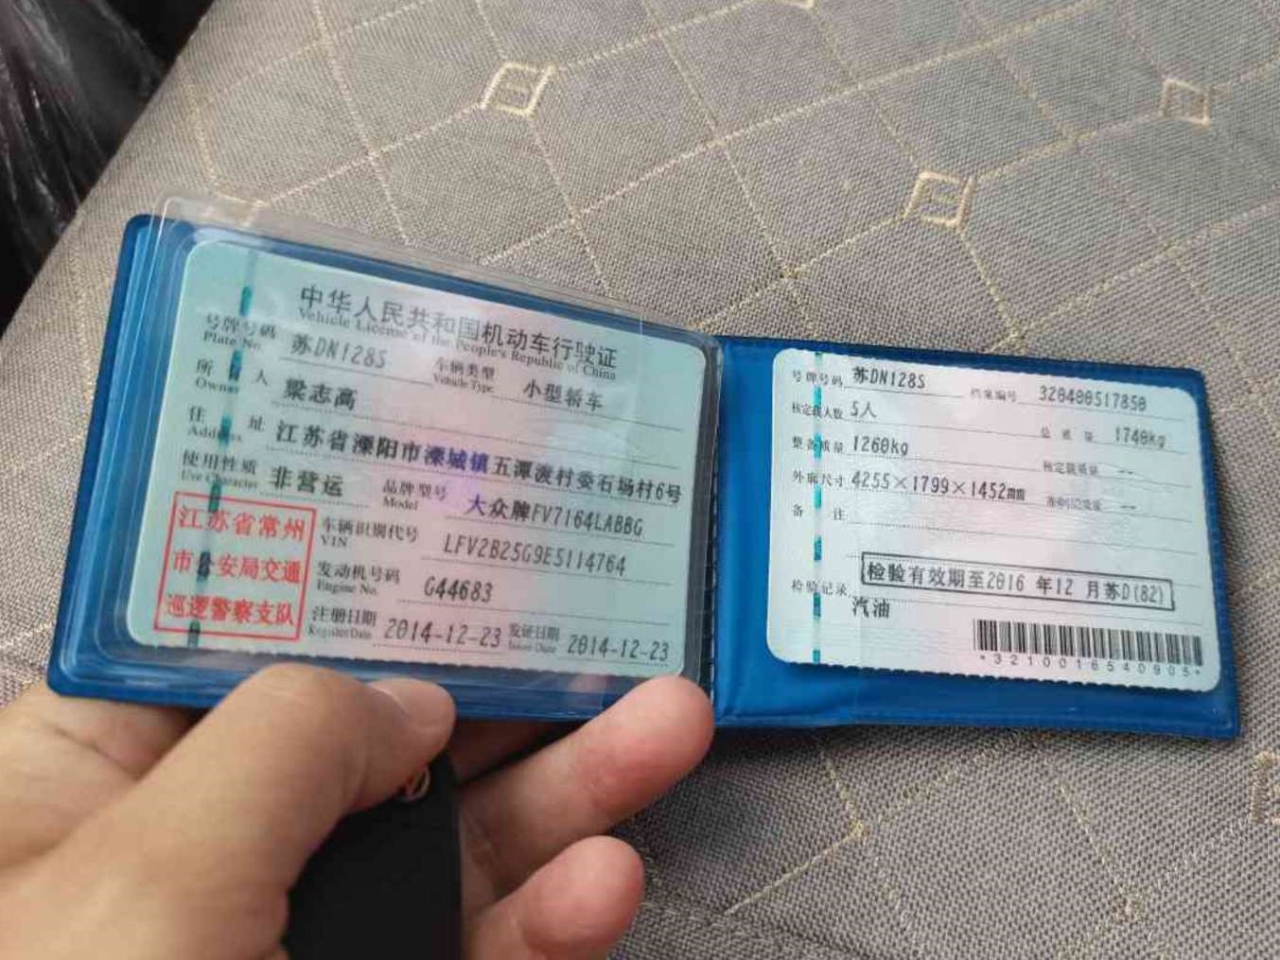 中华人民共和国机动车行驶证
Vehicle License of the People's Republic of China
号牌号码 苏DN128S 车辆类型 小型轿车
Plate No. Vehicle Type
所有人 梁志高
Owner
住址 江苏省溧阳市溧城镇五潭渡村委石场村6号
Address
使用性质 非营运 品牌型号 大众牌FV7164LABBG
Use Character Model
江苏省常州
市公安局交通
巡逻警察支队
车辆识别代号 LFV2B25G9E5114764
VIN
发动机号码 G44683
Engine No.
注册日期 2014-12-23 发证日期 2014-12-23
Register Date Issue Date
号牌号码 苏DN128S 档案编号 320400517850
核定载人数 5人 总质量 1740kg
整备质量 1260kg 核定载质量 --
外廓尺寸 4255×1799×1452mm 准牵引总质量 --
备注
检验记录 检验有效期至2016 年12 月苏D(82)
汽油
*3210016540905*